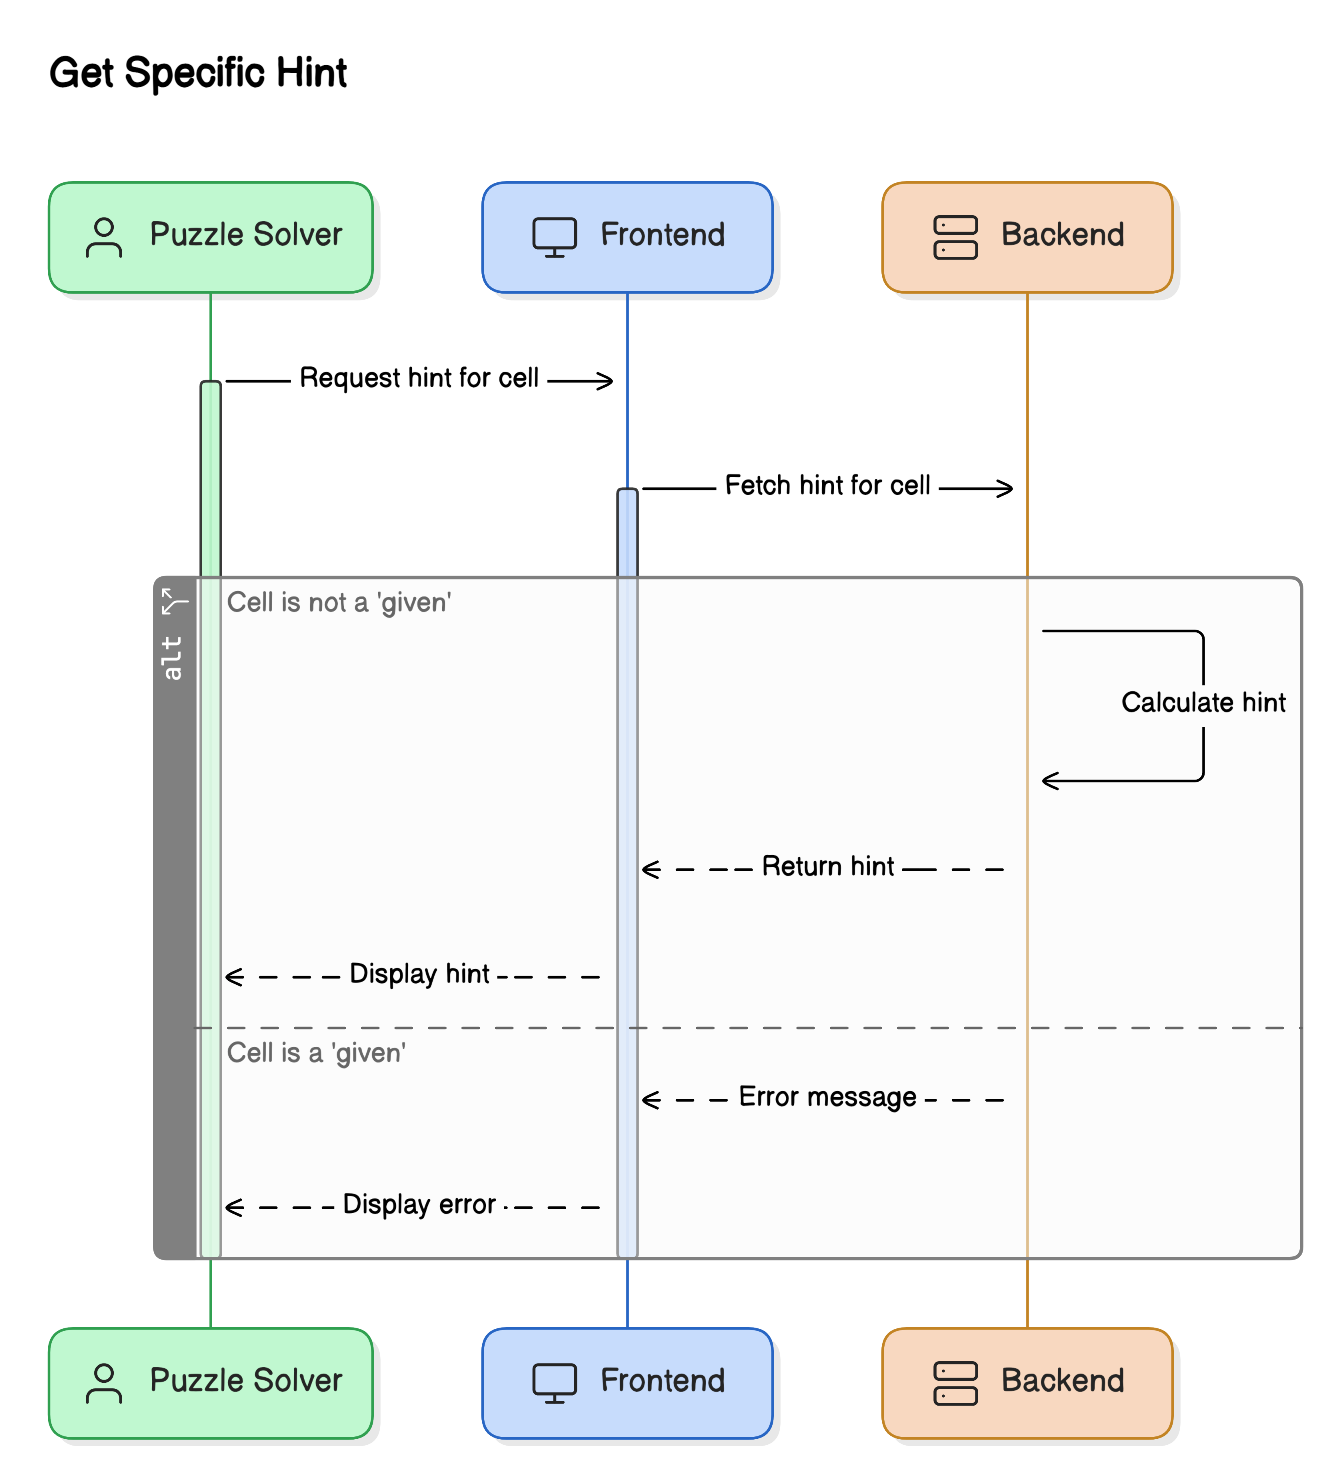 Get Specific Hint
Puzzle Solver
Frontend
Backend
Request hint for cell
Fetch hint for cell
alt
Cell is not a 'given'
Calculate hint
Return hint
Display hint
Cell is a 'given'
Error message
Display error
Puzzle Solver
Frontend
Backend